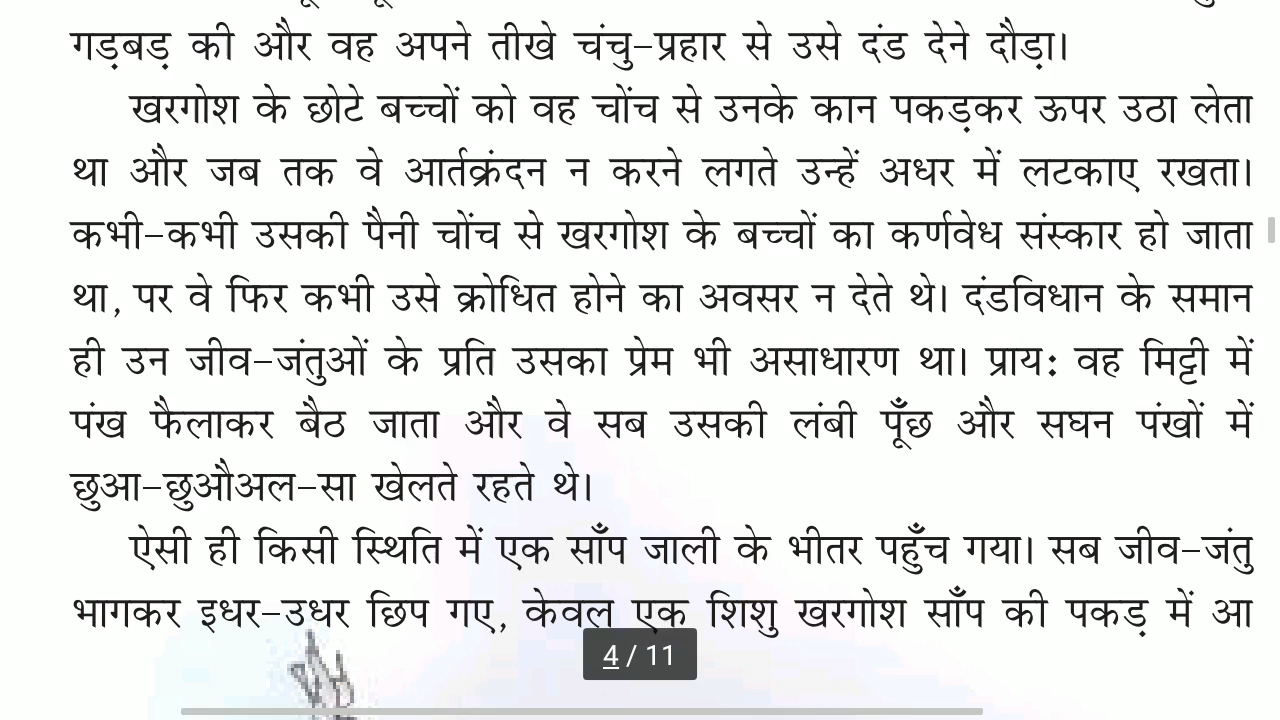 गड़बड़ की और वह अपने तीखे चंचु-प्रहार से उसे दंड देने दौड़ा।
खरगोश के छोटे बच्चों को वह चोंच से उनके कान पकड़कर ऊपर उठा लेता
था और जब तक वे आर्तक्रंदन न करने लगते उन्हें अधर में लटकाए रखता।
कभी-कभी उसकी पैनी चोंच से खरगोश के बच्चों का कर्णवेध संस्कार हो जाता
था, पर वे फिर कभी उसे क्रोधित होने का अवसर न देते थे। दंडविधान के समान
ही उन जीव-जंतुओं के प्रति उसका प्रेम भी असाधारण था। प्राय: वह मिट्टी में
पंख फैलाकर बैठ जाता और वे सब उसकी लंबी पूँछ और सघन पंखों में
छुआ-छुऔअल-सा खेलते रहते थे।
ऐसी ही किसी स्थिति में एक साँप जाली के भीतर पहुँच गया। सब जीव-जंतु
भागकर इधर-उधर छिप गए, केवल एक शिशु खरगोश साँप की पकड़ में आ
4 / 11